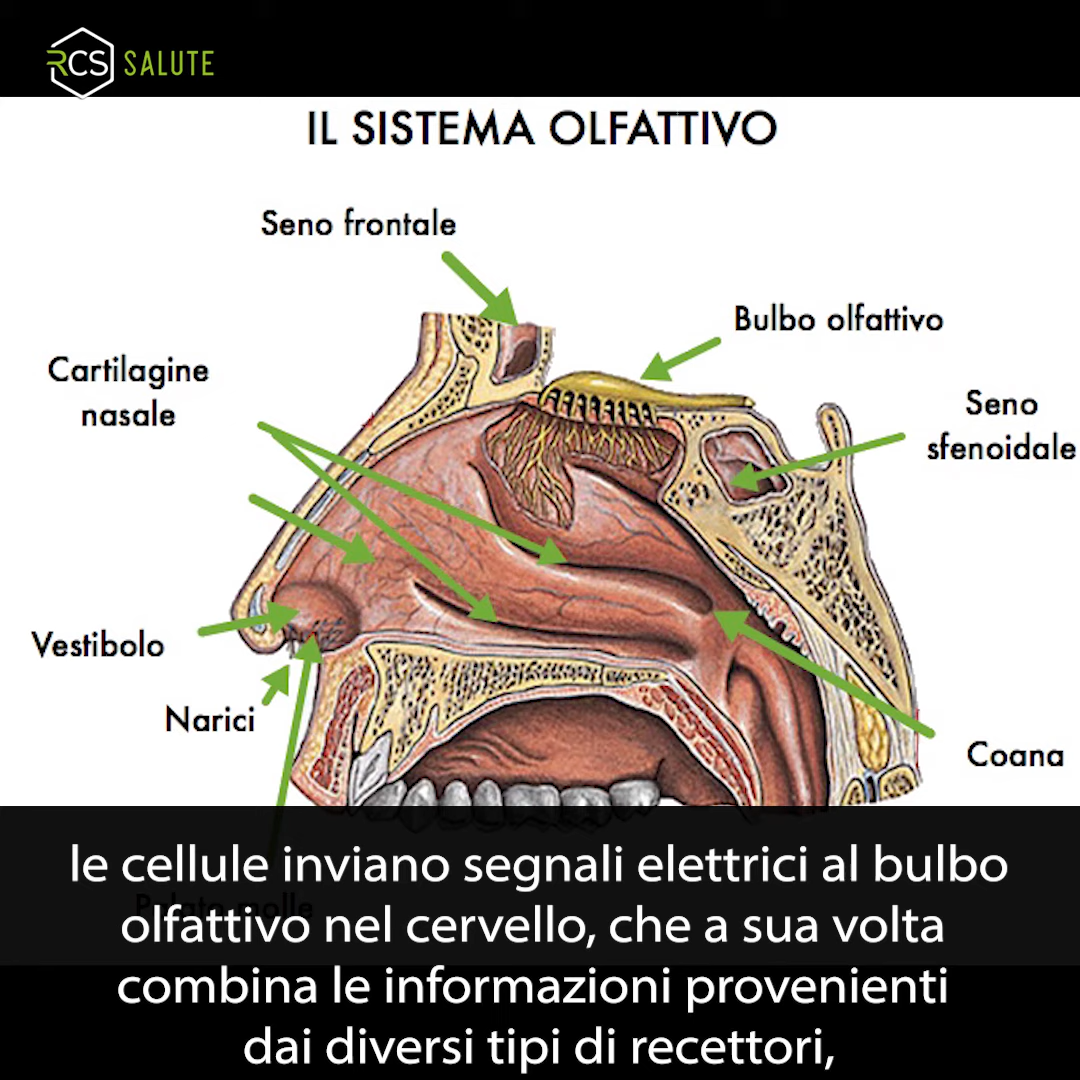 RCS SALUTE
IL SISTEMA OLFATTIVO
Seno frontale
Bulbo olfattivo
Cartilagine
nasale
Seno
sfenoidale
Vestibolo
Narici
Coana
Palato molle
le cellule inviano segnali elettrici al bulbo
olfattivo nel cervello, che a sua volta
combina le informazioni provenienti
dai diversi tipi di recettori,